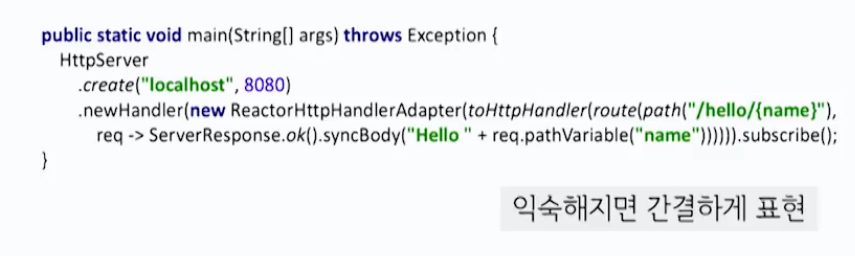 public static void main(String[] args) throws Exception {
HttpServer
.create("localhost", 8080)
.newHandler(new ReactorHttpHandlerAdapter(toHttpHandler(route(path("/hello/{name}"),
req -> ServerResponse.ok().syncBody("Hello " + req.pathVariable("name")))))).subscribe();
}
익숙해지면 간결하게 표현